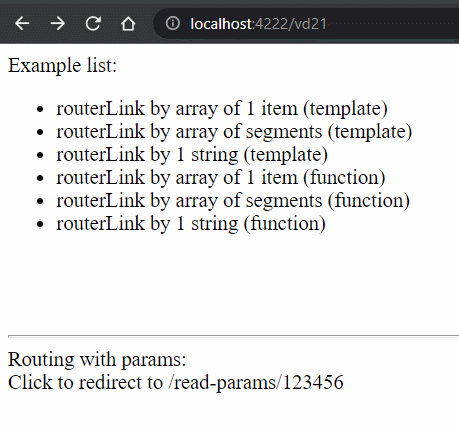 localhost:4222/vd21
Example list:
routerLink by array of 1 item (template)
routerLink by array of segments (template)
routerLink by 1 string (template)
routerLink by array of 1 item (function)
routerLink by array of segments (function)
routerLink by 1 string (function)
Routing with params:
Click to redirect to /read-params/123456